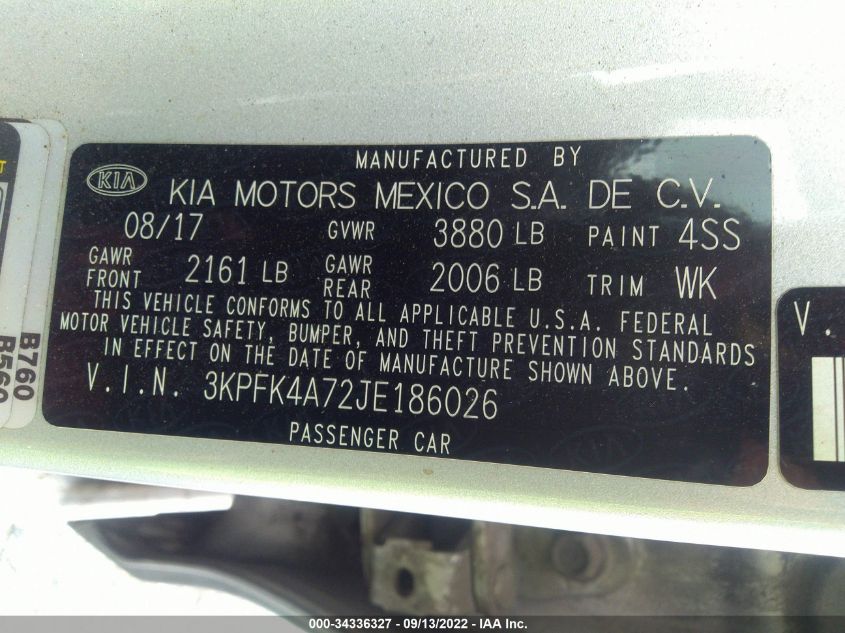 MANUFACTURED BY
KIA KIA MOTORS MEXICO S.A. DE C.V.
08/17 GVWR 3880 LB PAINT 4SS
GAWR FRONT 2161 LB GAWR REAR 2006 LB TRIM WK
THIS VEHICLE CONFORMS TO ALL APPLICABLE U.S.A. FEDERAL
MOTOR VEHICLE SAFETY, BUMPER, AND THEFT PREVENTION STANDARDS
IN EFFECT ON THE DATE OF MANUFACTURE SHOWN ABOVE.
V.I.N. 3KPFK4A72JE186026
PASSENGER CAR
B760
B560
V.
000-34336327 - 09/13/2022 - IAA Inc.